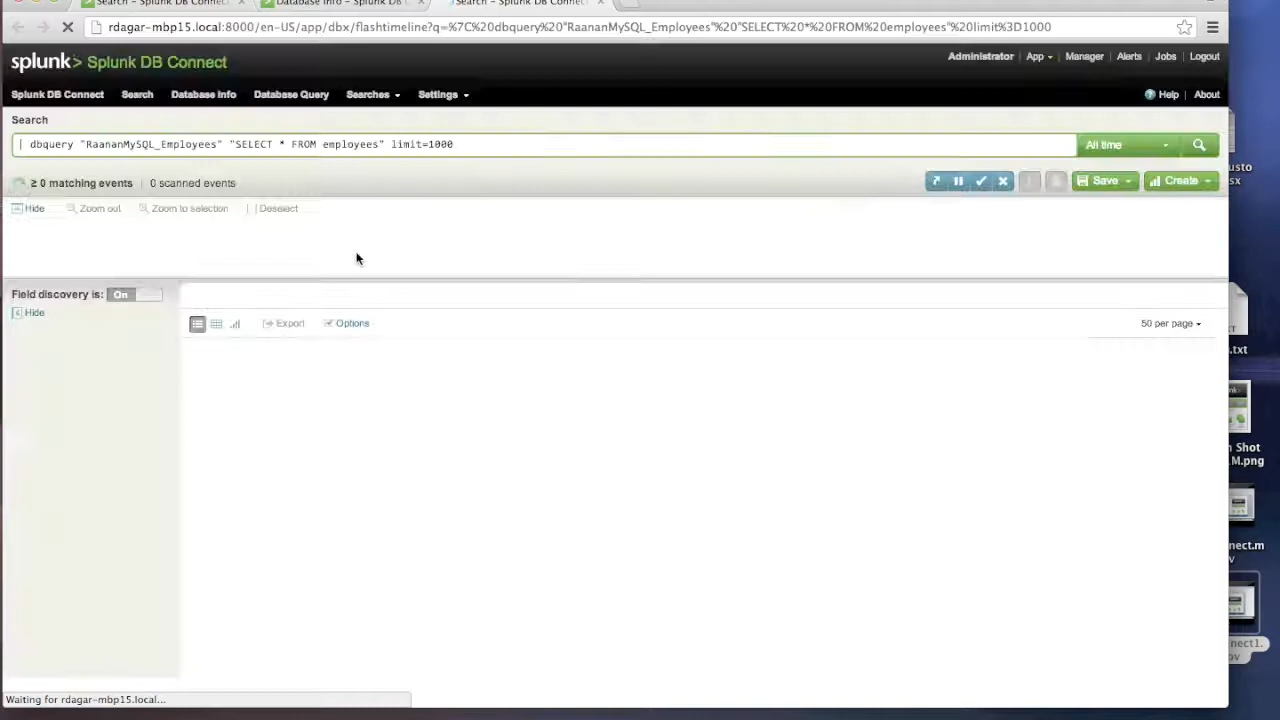 Search – Splunk DB Connect
Database Info – Splunk DB C
Search – Splunk DB Connect
rdagar-mbp15.local:8000/en-US/app/dbx/flashtimeline?q=%7C%20dbquery%20"RaananMySQL_Employees"%20"SELECT%20*%20FROM%20employees"%20limit%3D1000
splunk> Splunk DB Connect
Administrator | App | Manager | Alerts | Jobs | Logout
Splunk DB Connect Search Database Info Database Query Searches Settings
Help | About
Search
| dbquery "RaananMySQL_Employees" "SELECT * FROM employees" limit=1000
All time
≥ 0 matching events | 0 scanned events
Save
Create
Hide Zoom out Zoom to selection Deselect
Field discovery is: On
Hide
Export Options
50 per page
Waiting for rdagar-mbp15.local...
usto
sx
.txt
Shot
M.png
nect.m
v
nect1.
ov